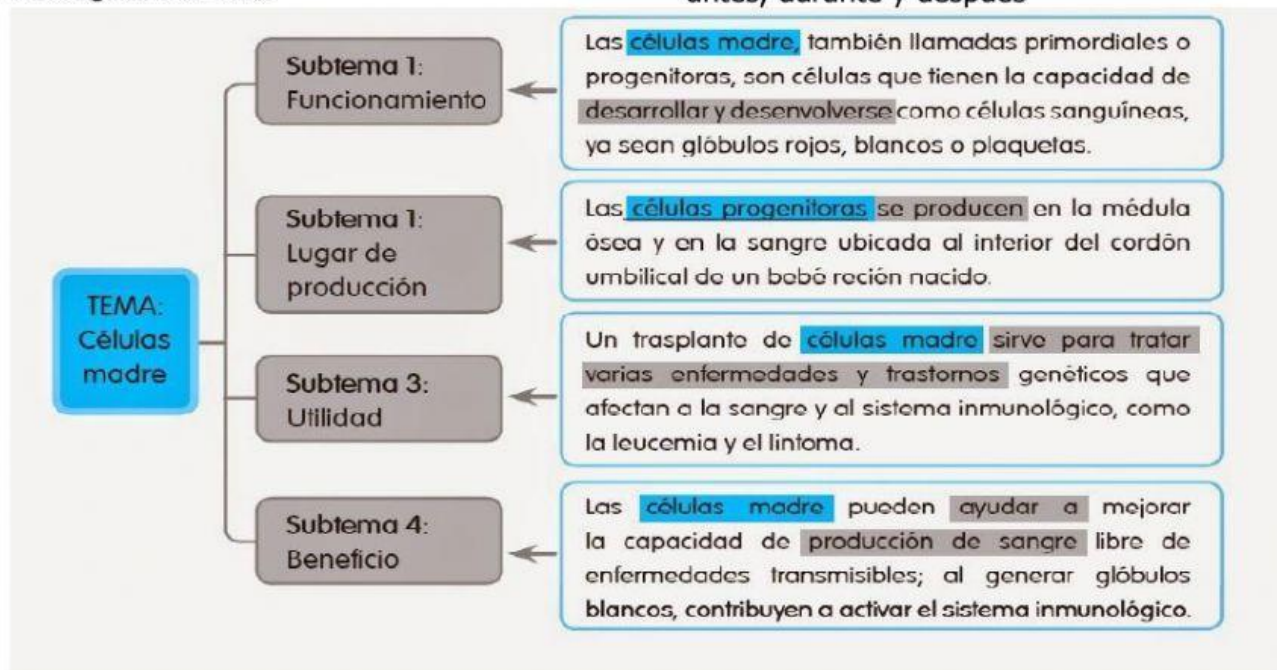 antes, durante y después
TEMA:
Células
madre
Subtema 1:
Funcionamiento
Las células madre, también llamadas primordiales o
progenitoras, son células que tienen la capacidad de
desarrollar y desenvolverse como células sanguíneas,
ya sean glóbulos rojos, blancos o plaquetas.
Subtema 1:
Lugar de
producción
Las células progenitoras se producen en la médula
ósea y en la sangre ubicada al interior del cordón
umbilical de un bebé recién nacido.
Subtema 3:
Utilidad
Un trasplante de células madre sirve para tratar
varias enfermedades y trastornos genéticos que
afectan a la sangre y al sistema inmunológico, como
la leucemia y el lintoma.
Subtema 4:
Beneficio
Las células madre pueden ayudar a mejorar
la capacidad de producción de sangre libre de
enfermedades transmisibles; al generar glóbulos
blancos, contribuyen a activar el sistema inmunológico.